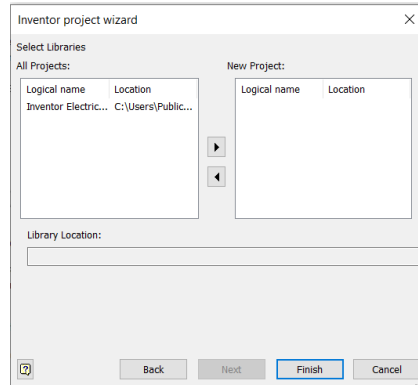 Inventor project wizard
Select Libraries
All Projects:
New Project:
Logical name Location
Logical name Location
Inventor Electric... C:\Users\Public...
Library Location:
Back Next Finish Cancel